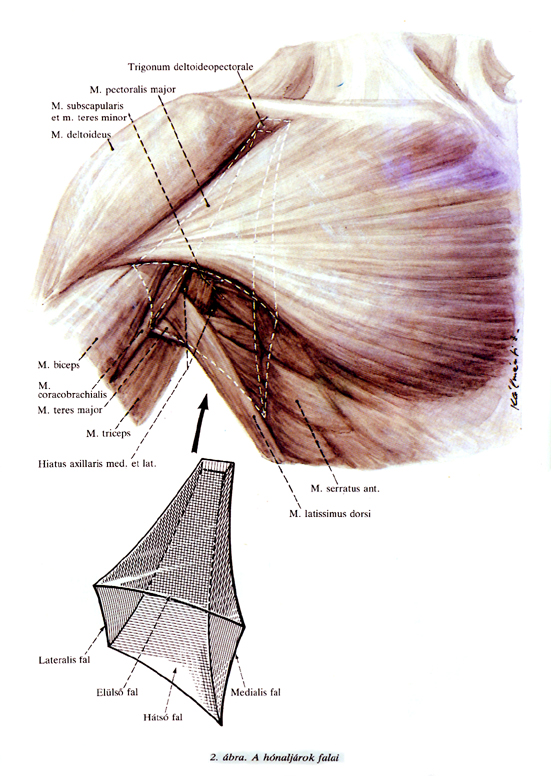 Trigonum deltoideopectorale
M. pectoralis major
M. subscapularis
et m. teres minor
M. deltoideus
M. biceps
M.
coracobrachialis
M. teres major
M. triceps
Hiatus axillaris med. et lat.
M. serratus ant.
M. latissimus dorsi
Lateralis fal
Elülső fal
Medialis fal
Hátsó fal
2. ábra. A hónaljárok falai